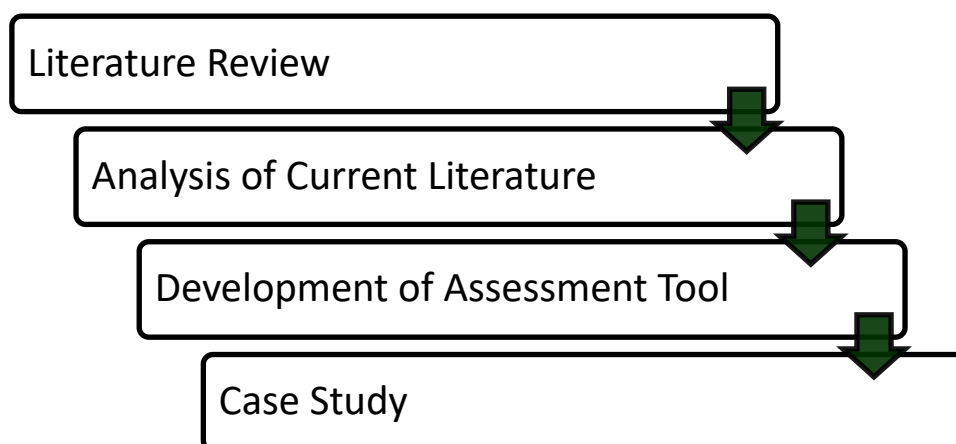 Literature Review
Analysis of Current Literature
Development of Assessment Tool
Case Study